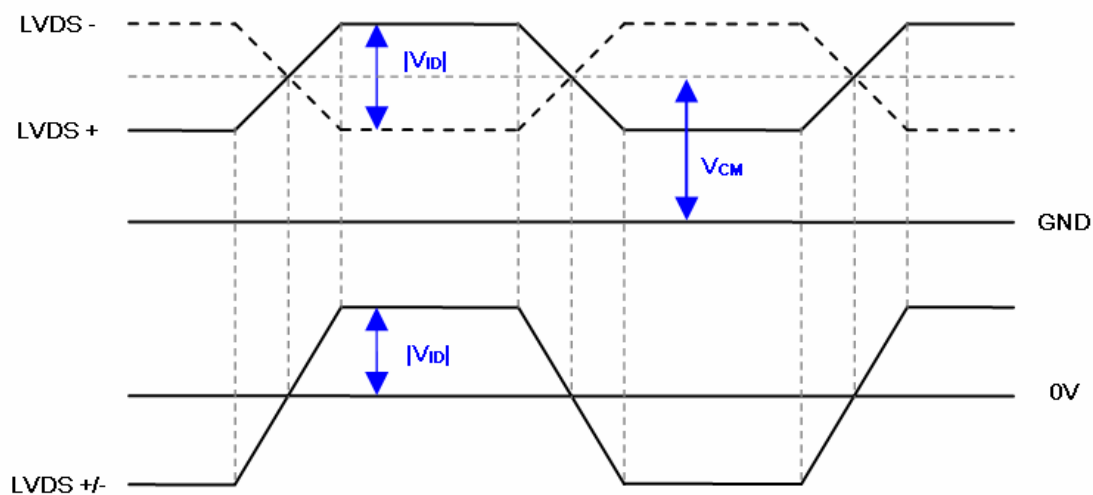 LVDS -
|VID|
LVDS +
VCM
GND
|VID|
0V
LVDS +/-